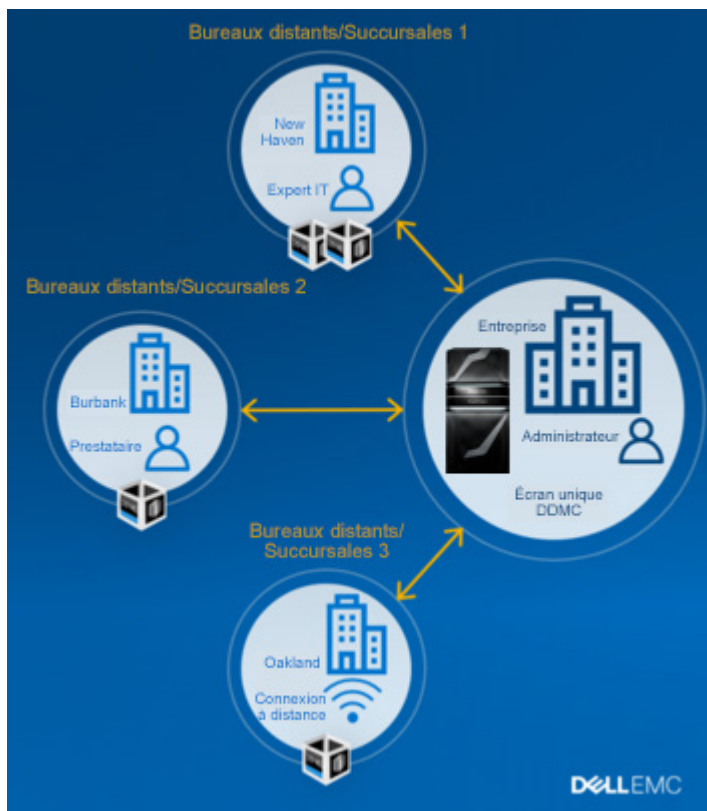 Bureaux distants/Succursales 1
New
Haven
Expert IT
Bureaux distants/Succursales 2
Burbank
Prestataire
Entreprise
Administrateur
Écran unique
DDMC
Bureaux distants/
Succursales 3
Oakland
Connexion
à distance
DELLEMC